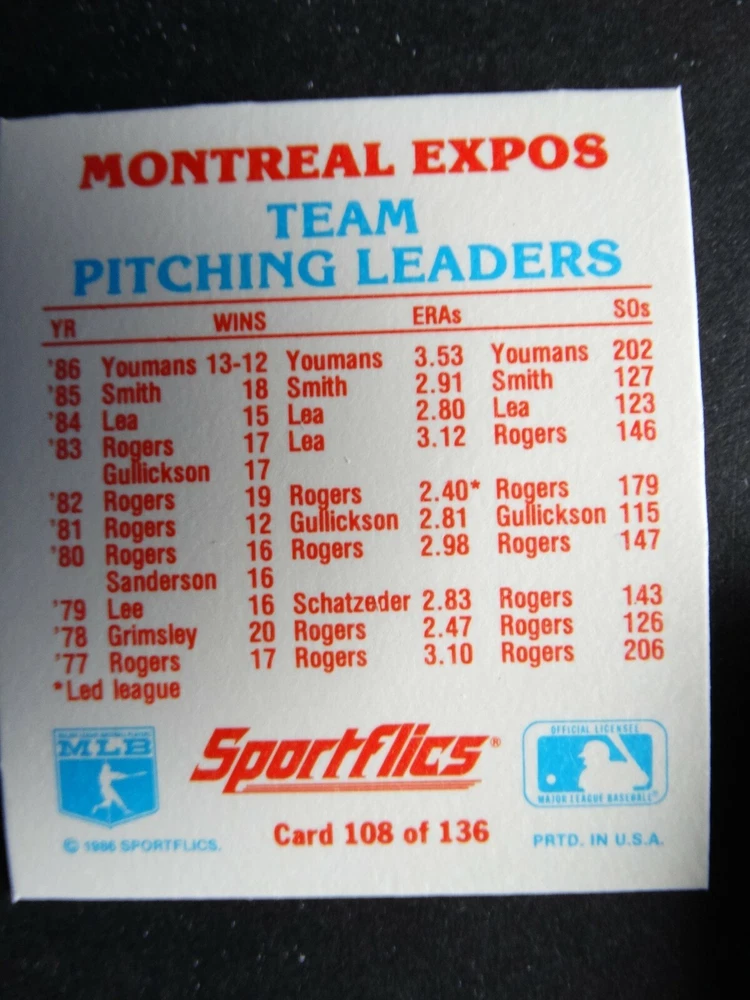 MONTREAL EXPOS
TEAM
PITCHING LEADERS
YR WINS ERAs SOs
'86 Youmans 13-12 Youmans 3.53 Youmans 202
'85 Smith 18 Smith 2.91 Smith 127
'84 Lea 15 Lea 2.80 Lea 123
'83 Rogers 17 Lea 3.12 Rogers 146
Gullickson 17
'82 Rogers 19 Rogers 2.40* Rogers 179
'81 Rogers 12 Gullickson 2.81 Gullickson 115
'80 Rogers 16 Rogers 2.98 Rogers 147
Sanderson 16
'79 Lee 16 Schatzeder 2.83 Rogers 143
'78 Grimsley 20 Rogers 2.47 Rogers 126
'77 Rogers 17 Rogers 3.10 Rogers 206
*Led league
MLB
Sportflics®
OFFICIAL LICENSEE
MAJOR LEAGUE BASEBALL
© 1986 SPORTFLICS.
Card 108 of 136
PRTD. IN U.S.A.